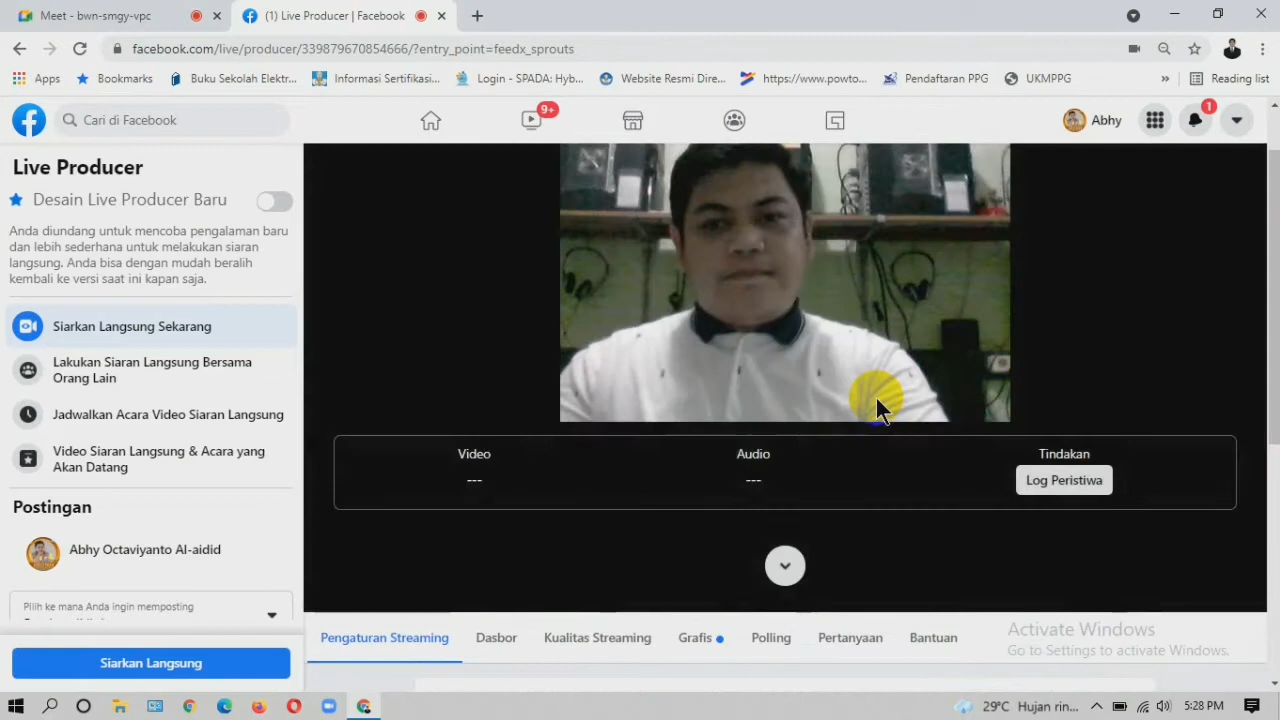 Meet - bwn-smgy-vpc
(1) Live Producer | Facebook
facebook.com/live/producer/339879670854666/?entry_point=feedx_sprouts
Apps
Bookmarks
Buku Sekolah Elektr...
Informasi Sertifikasi...
Login - SPADA: Hyb...
Website Resmi Dire...
https://www.powto...
Pendaftaran PPG
UKMPPG
»
Reading list
Cari di Facebook
9+
Abhy
1
Live Producer
Desain Live Producer Baru
Anda diundang untuk mencoba pengalaman baru
dan lebih sederhana untuk melakukan siaran
langsung. Anda bisa dengan mudah beralih
kembali ke versi saat ini kapan saja.
Siarkan Langsung Sekarang
Lakukan Siaran Langsung Bersama
Orang Lain
Jadwalkan Acara Video Siaran Langsung
Video Siaran Langsung & Acara yang
Akan Datang
Postingan
Abhy Octaviyanto Al-aidid
Pilih ke mana Anda ingin memposting
Siarkan Langsung
Video
---
Audio
---
Tindakan
Log Peristiwa
Pengaturan Streaming
Dasbor
Kualitas Streaming
Grafis
Polling
Pertanyaan
Bantuan
Activate Windows
Go to Settings to activate Windows.
29°C Hujan rin...
5:28 PM